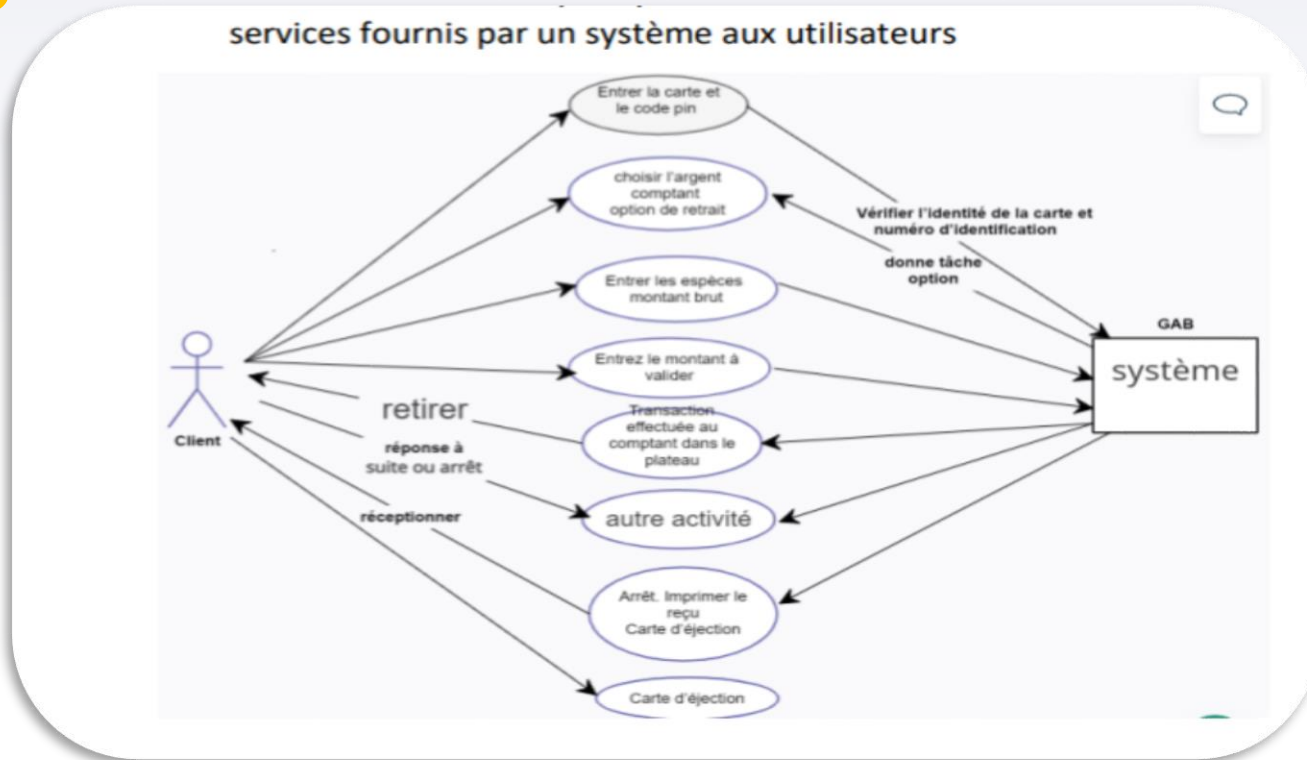 services fournis par un système aux utilisateurs
Entrer la carte et
le code pin
choisir l'argent
comptant
option de retrait
Vérifier l'identité de la carte et
numéro d'identification
donne tâche
option
Entrer les espèces
montant brut
GAB
système
Entrez le montant à
valider
retirer
Transaction
effectuée au
comptant dans le
plateau
Client
réponse à
suite ou arrêt
autre activité
réceptionner
Arrêt. Imprimer le
reçu
Carte d'éjection
Carte d'éjection